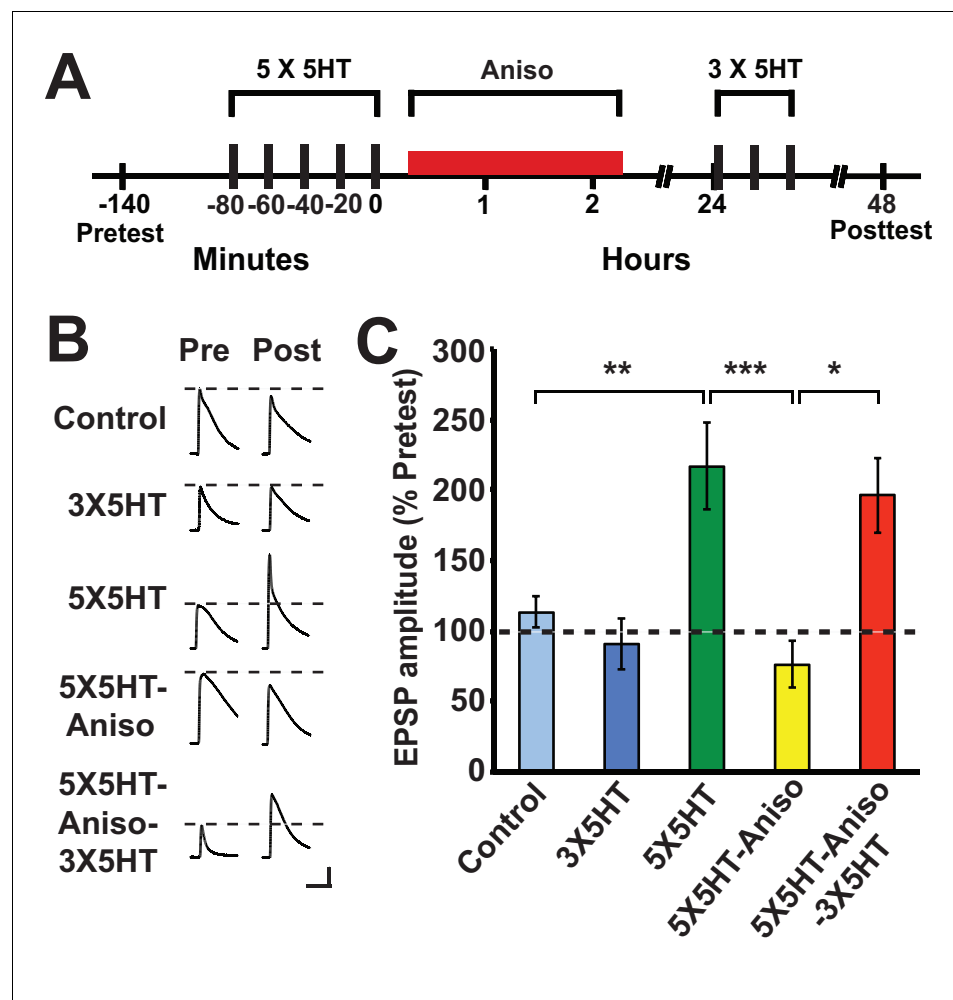 A
5 X 5HT
Aniso
3 X 5HT
-140
-80
-60
-40
-20
0
1
2
24
48
Pretest
Posttest
Minutes
Hours
B
Pre Post
Control
3X5HT
5X5HT
5X5HT-
Aniso
5X5HT-
Aniso-
3X5HT
C
EPSP amplitude (% Pretest)
300
250
200
150
100
50
0
**
***
*
Control
3X5HT
5X5HT
5X5HT-Aniso
5X5HT-Aniso
-3X5HT